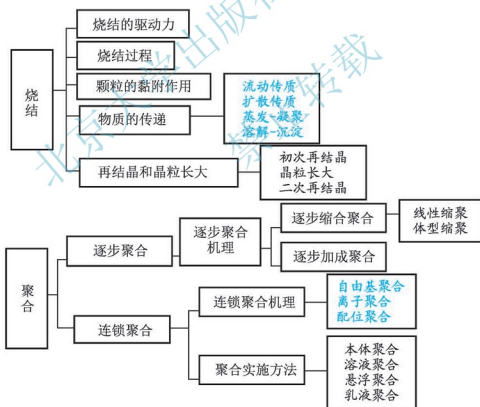 烧结
烧结的驱动力
烧结过程
颗粒的黏附作用
物质的传递
流动传质
扩散传质
蒸发-凝聚
溶解-沉淀
再结晶和晶粒长大
初次再结晶
晶粒长大
二次再结晶
聚合
逐步聚合
逐步聚合
机理
逐步缩合聚合
线性缩聚
体型缩聚
逐步加成聚合
连锁聚合
连锁聚合机理
自由基聚合
离子聚合
配位聚合
聚合实施方法
本体聚合
溶液聚合
悬浮聚合
乳液聚合